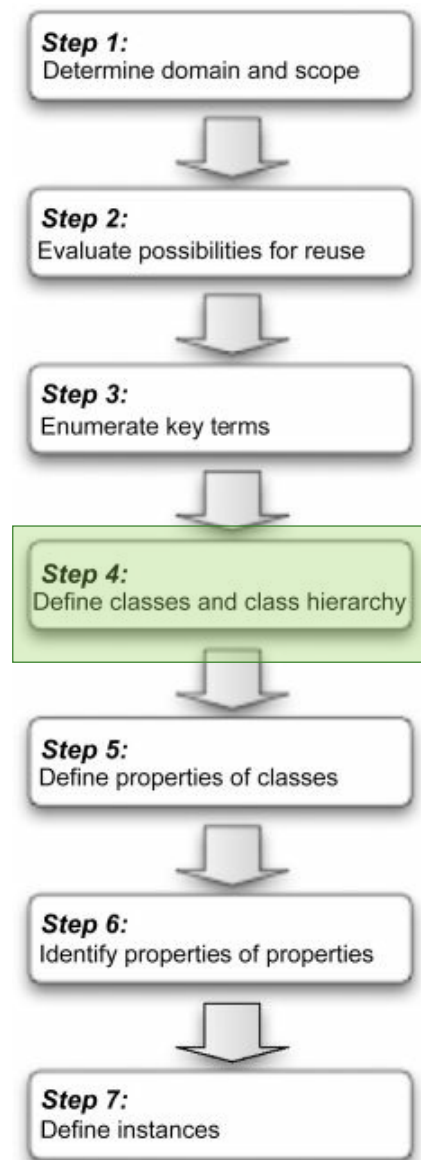 Step 1:
Determine domain and scope
Step 2:
Evaluate possibilities for reuse
Step 3:
Enumerate key terms
Step 4:
Define classes and class hierarchy
Step 5:
Define properties of classes
Step 6:
Identify properties of properties
Step 7:
Define instances